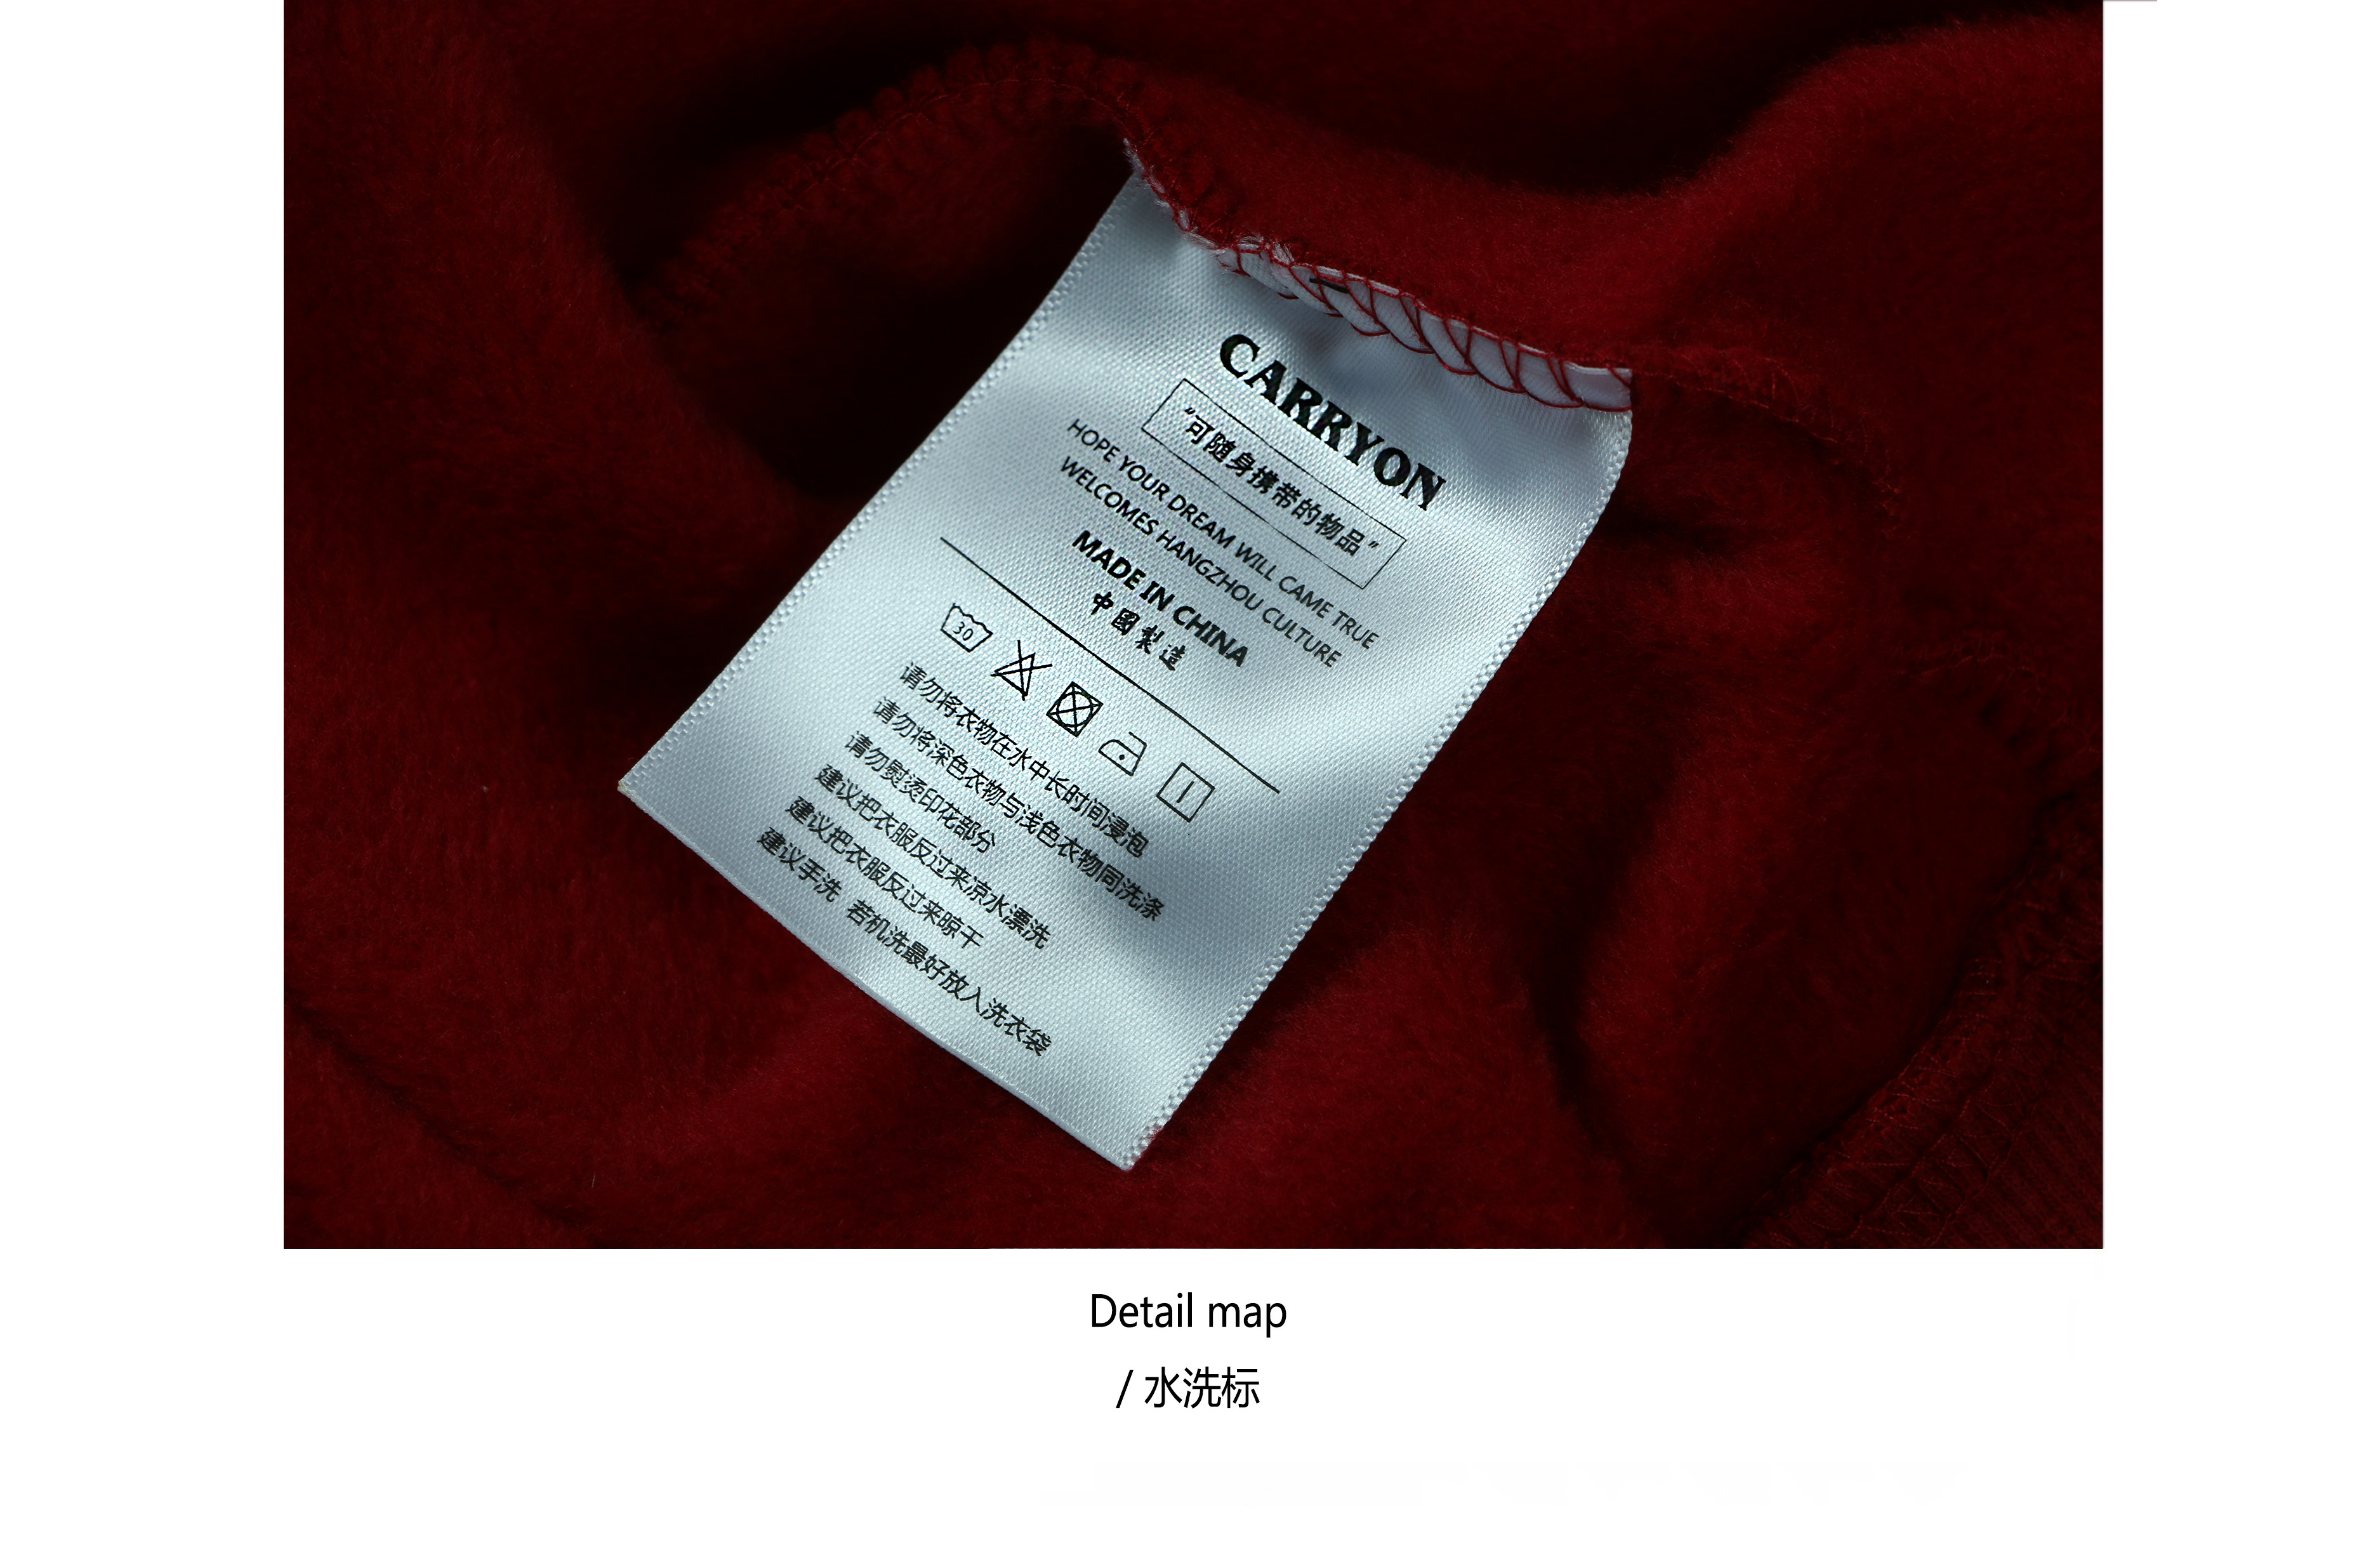 CARRYON
“可随身携带的物品”
HOPE YOUR DREAM WILL CAME TRUE
WELCOMES HANGZHOU CULTURE
MADE IN CHINA
中國製造
30
请勿将衣物在水中长时间浸泡
请勿将深色衣物与浅色衣物同洗涤
请勿熨烫印花部分
建议把衣服反过来凉水漂洗
建议把衣服反过来晾干
建议手洗 若机洗最好放入洗衣袋
Detail map
/ 水洗标